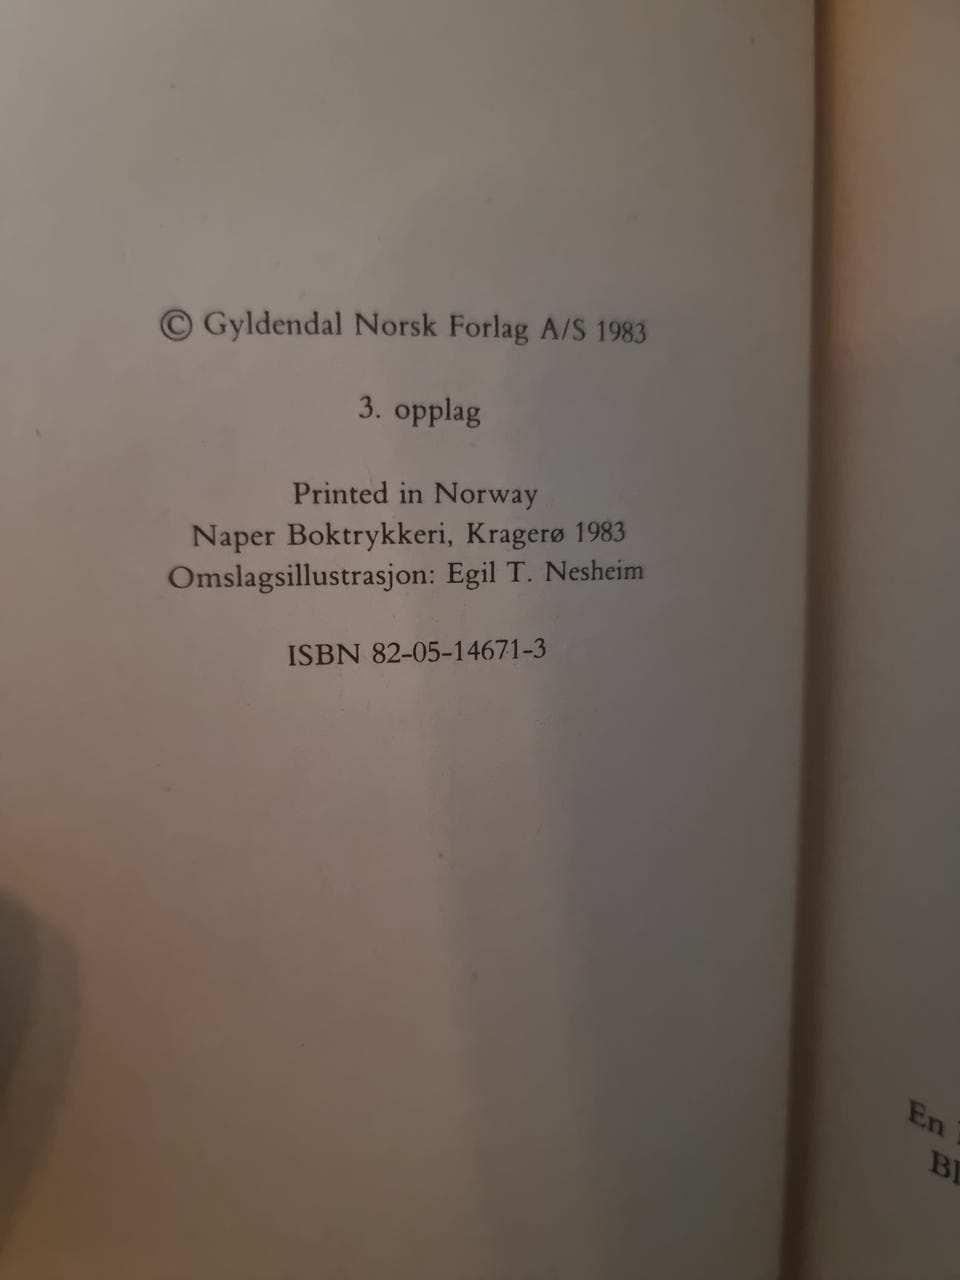 © Gyldendal Norsk Forlag A/S 1983
3. opplag
Printed in Norway
Naper Boktrykkeri, Kragerø 1983
Omslagsillustrasjon: Egil T. Nesheim
ISBN 82-05-14671-3
En